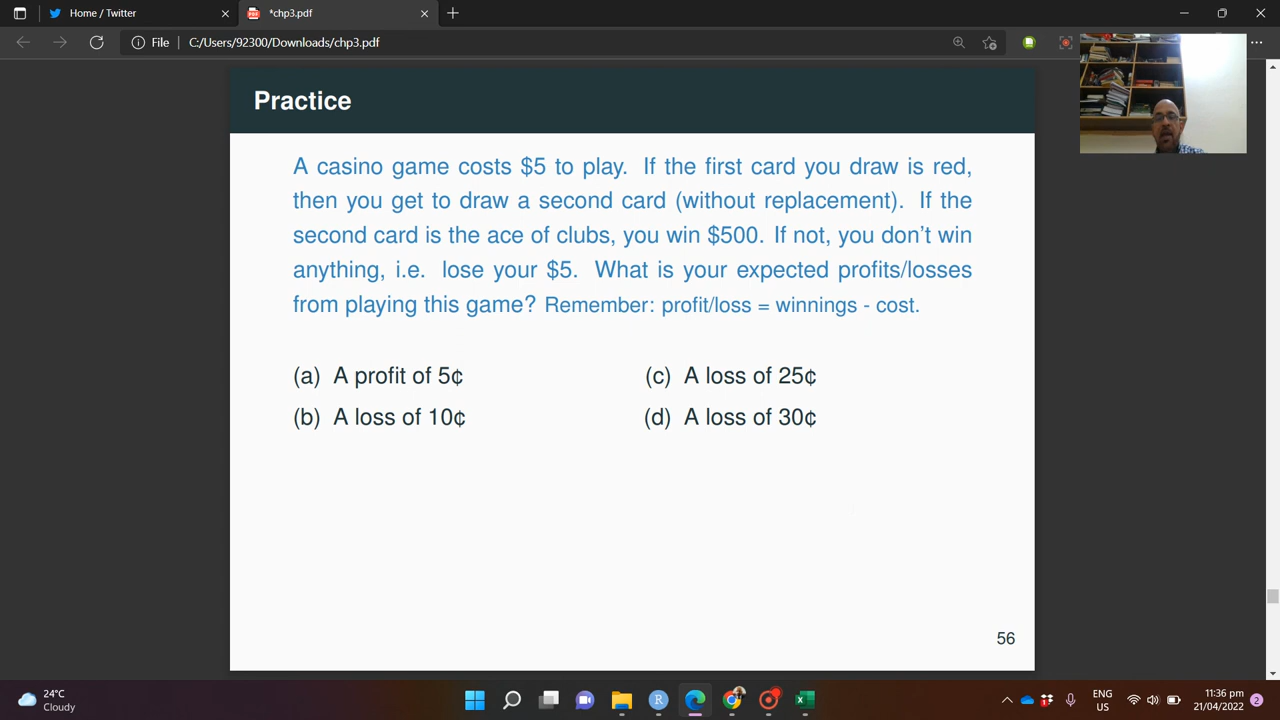 Home / Twitter
*chp3.pdf
File
C:/Users/92300/Downloads/chp3.pdf
Practice
A casino game costs $5 to play. If the first card you draw is red,
then you get to draw a second card (without replacement). If the
second card is the ace of clubs, you win $500. If not, you don't win
anything, i.e. lose your $5. What is your expected profits/losses
from playing this game? Remember: profit/loss = winnings - cost.
(a) A profit of 5¢
(c) A loss of 25¢
(b) A loss of 10¢
(d) A loss of 30¢
56
24°C
Cloudy
ENG
US
11:36 pm
21/04/2022
2